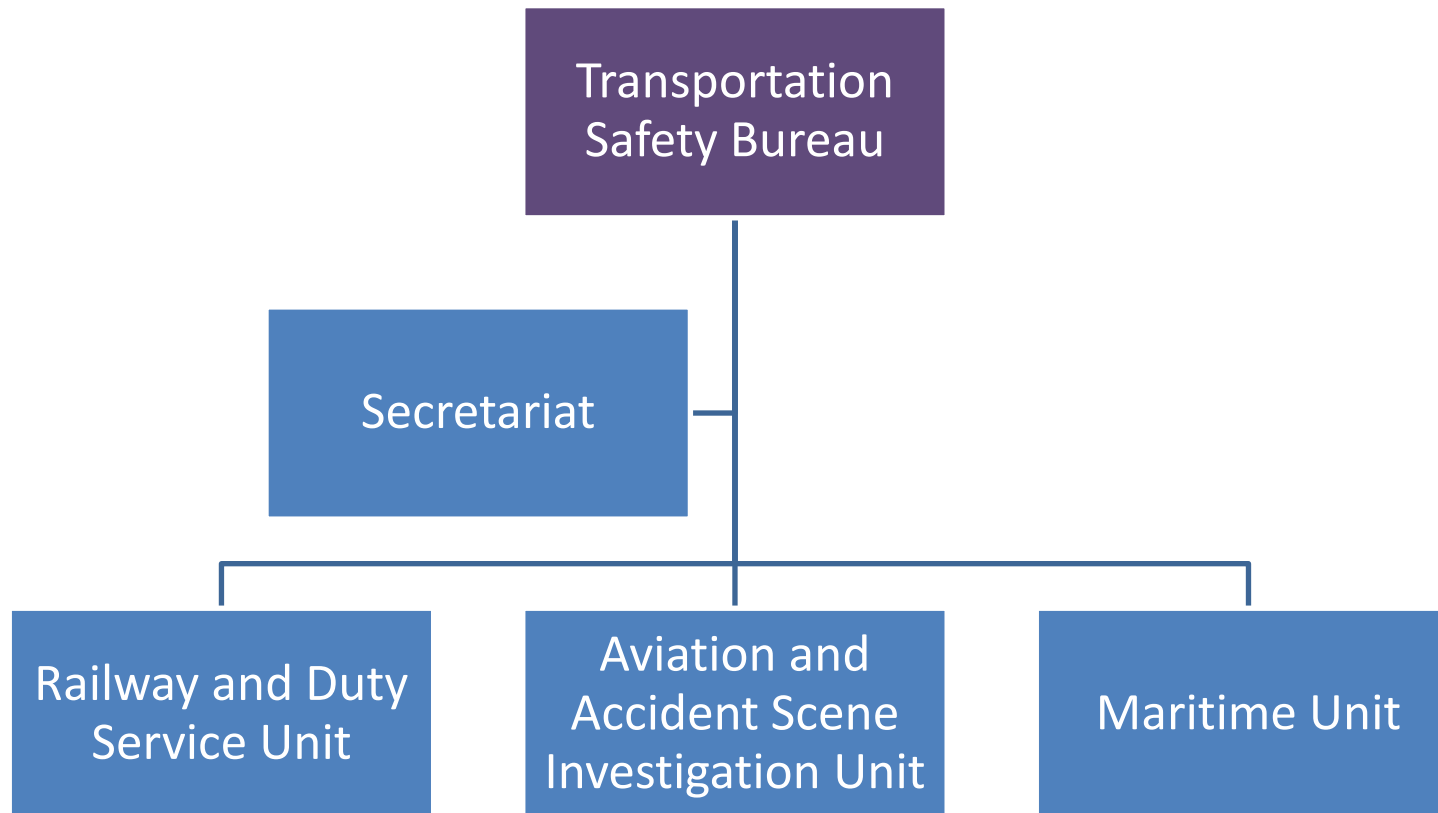 Transportation
Safety Bureau
Secretariat
Railway and Duty
Service Unit
Aviation and
Accident Scene
Investigation Unit
Maritime Unit